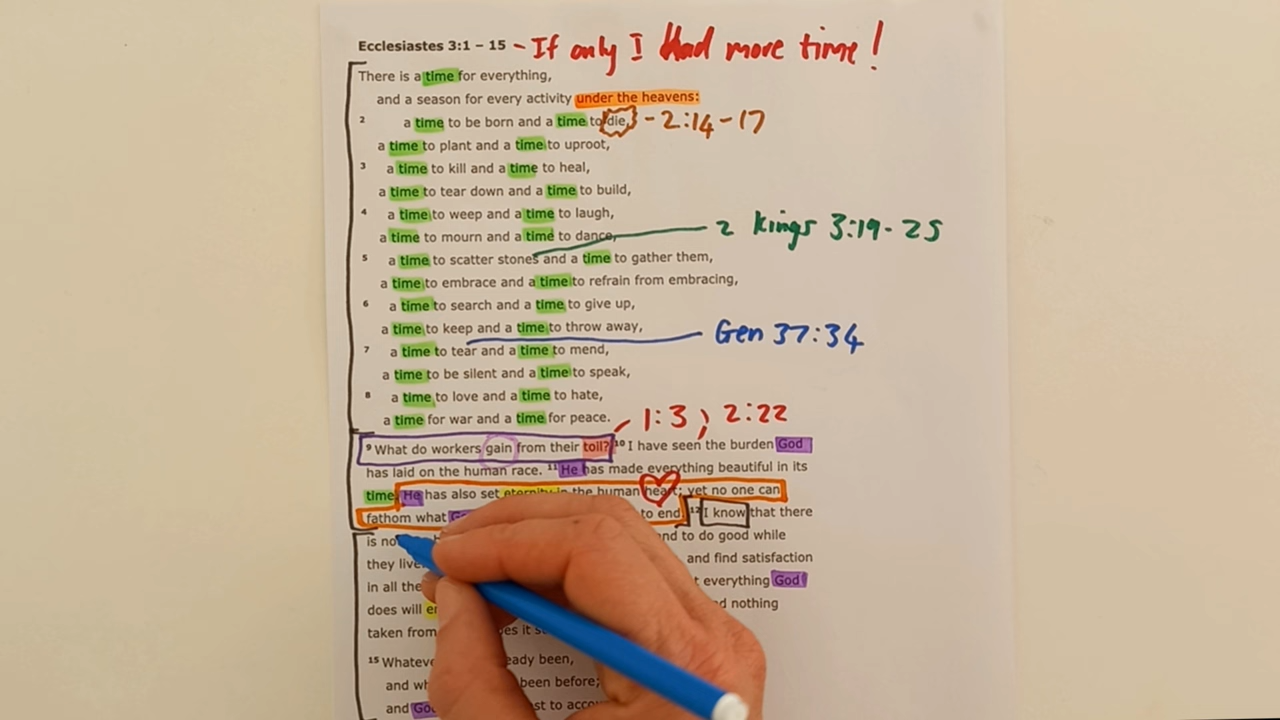 Ecclesiastes 3:1 – 15 - If only I Had more time!
There is a time for everything,
and a season for every activity under the heavens:
2 a time to be born and a time to die, - 2:14-17
a time to plant and a time to uproot,
3 a time to kill and a time to heal,
a time to tear down and a time to build,
4 a time to weep and a time to laugh,
a time to mourn and a time to dance, 2 Kings 3:19-25
5 a time to scatter stones and a time to gather them,
a time to embrace and a time to refrain from embracing,
6 a time to search and a time to give up,
a time to keep and a time to throw away, Gen 37:34
7 a time to tear and a time to mend,
a time to be silent and a time to speak,
8 a time to love and a time to hate,
a time for war and a time for peace. 1:3; 2:22
9 What do workers gain from their toil? 10 I have seen the burden God
has laid on the human race. 11 He has made everything beautiful in its
time. He has also set eternity in the human heart; yet no one can
fathom what to end. 12 I know that there
is and to do good while
they and find satisfaction
in all everything God
does will nothing
taken from
15 been,
and been before;
and God to